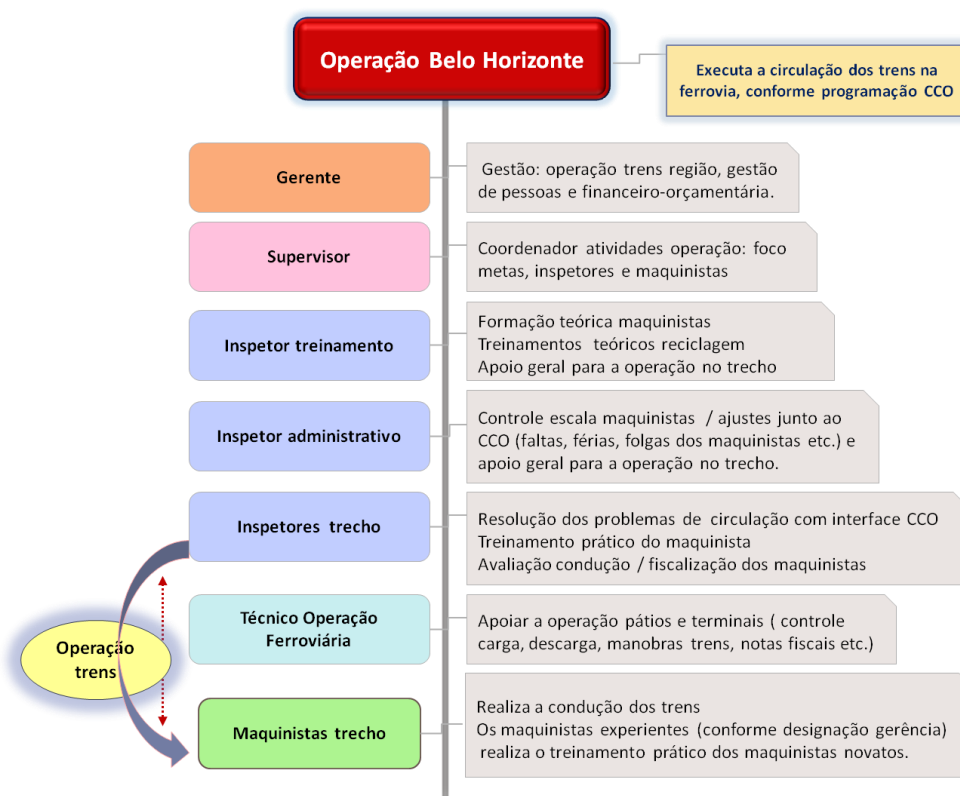 Operação Belo Horizonte
Executa a circulação dos trens na
ferrovia, conforme programação CCO
Gerente
Gestão: operação trens região, gestão
de pessoas e financeiro-orçamentária.
Supervisor
Coordenador atividades operação: foco
metas, inspetores e maquinistas
Inspetor treinamento
Formação teórica maquinistas
Treinamentos teóricos reciclagem
Apoio geral para a operação no trecho
Inspetor administrativo
Controle escala maquinistas / ajustes junto ao
CCO (faltas, férias, folgas dos maquinistas etc.) e
apoio geral para a operação no trecho.
Inspetores trecho
Resolução dos problemas de circulação com interface CCO
Treinamento prático do maquinista
Avaliação condução / fiscalização dos maquinistas
Técnico Operação
Ferroviária
Apoiar a operação pátios e terminais ( controle
carga, descarga, manobras trens, notas fiscais etc.)
Operação
trens
Maquinistas trecho
Realiza a condução dos trens
Os maquinistas experientes (conforme designação gerência)
realiza o treinamento prático dos maquinistas novatos.